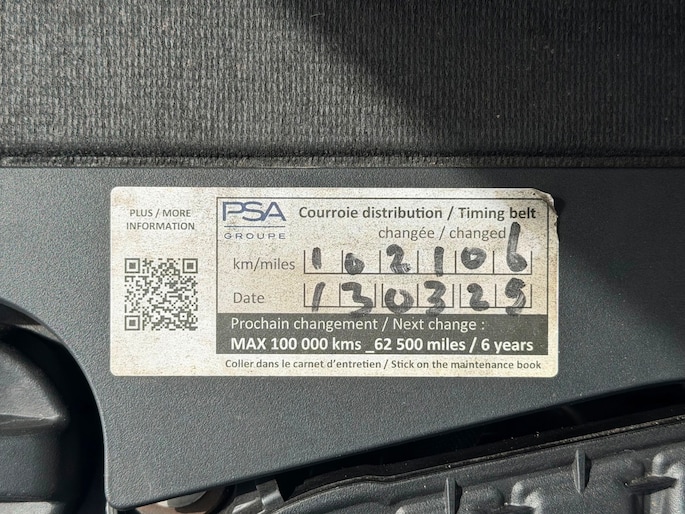 PLUS / MORE
INFORMATION
PSA
GROUPE
Courroie distribution / Timing belt
changée / changed
km/miles 102106
Date 130325
Prochain changement / Next change :
MAX 100 000 kms _62 500 miles / 6 years
Coller dans le carnet d'entretien / Stick on the maintenance book